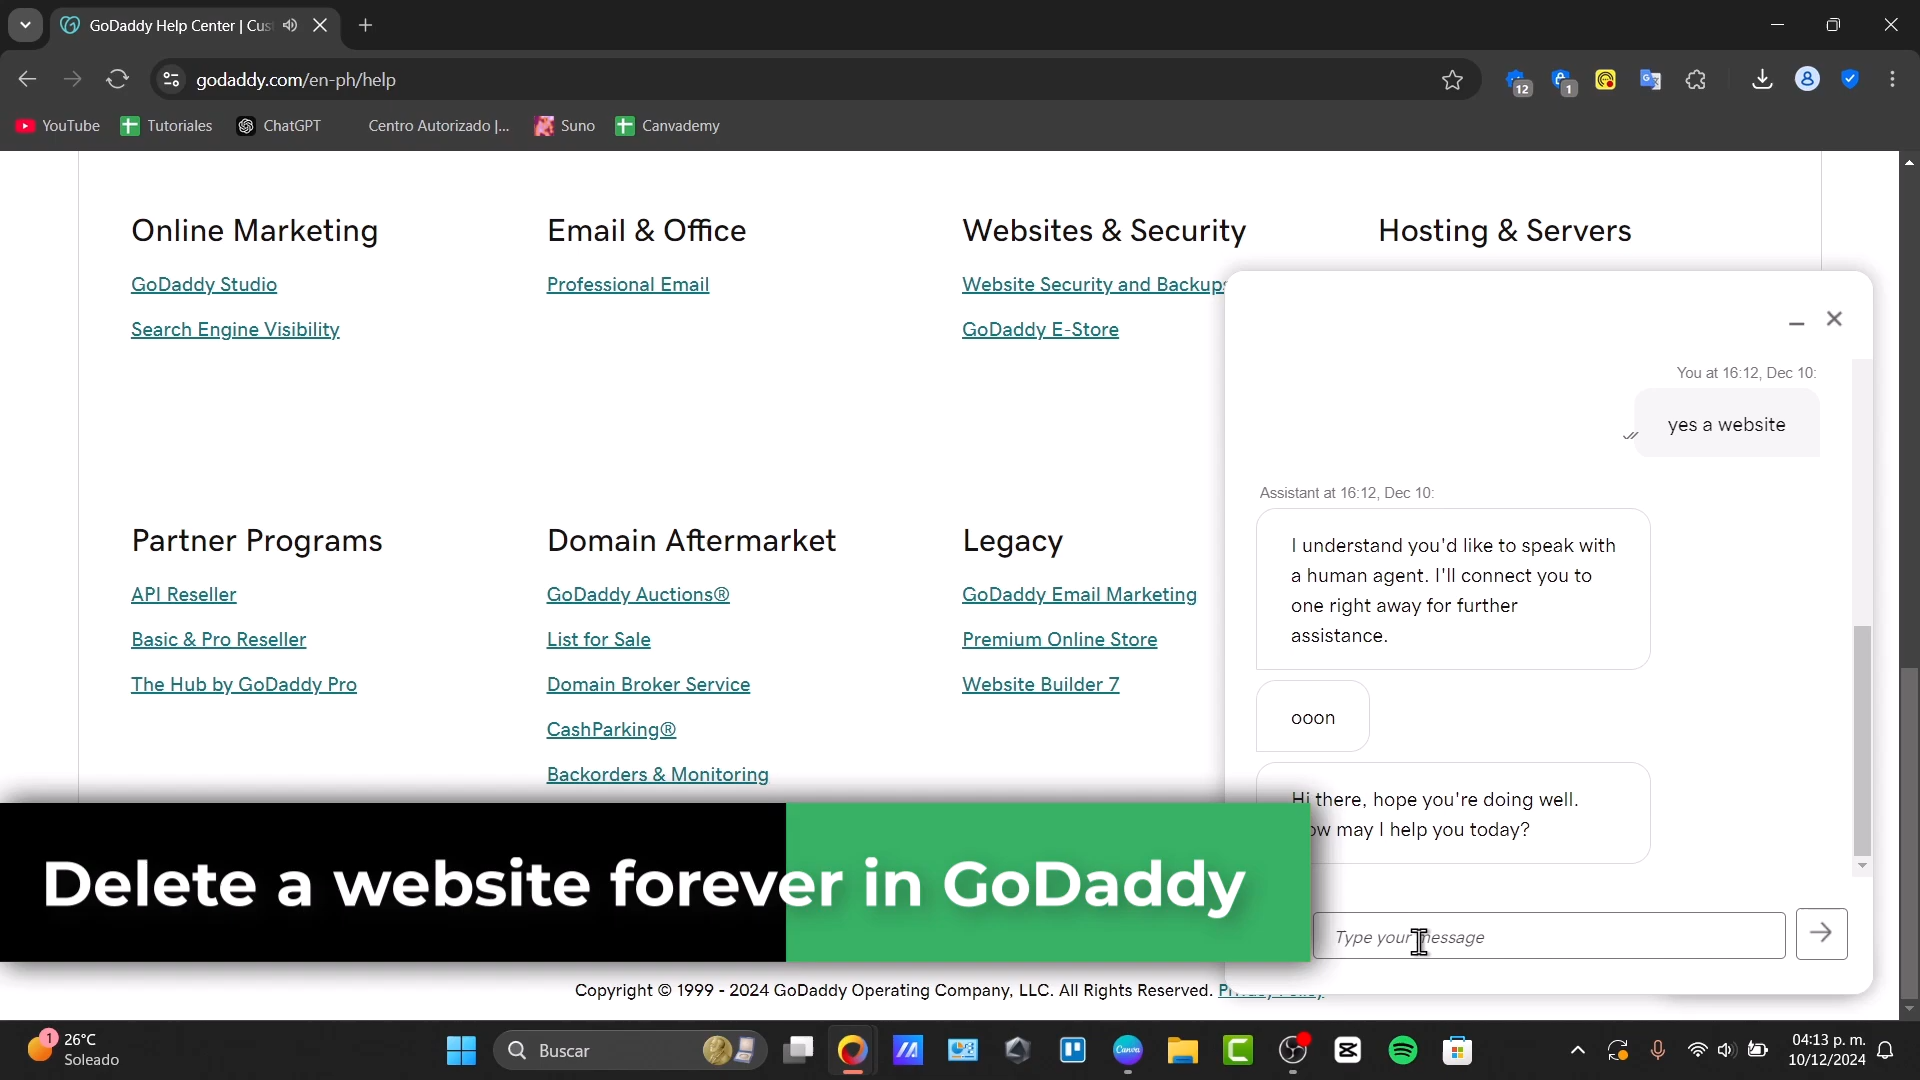 GoDaddy Help Center | Cus
godaddy.com/en-ph/help
12
1
YouTube
Tutoriales
ChatGPT
Centro Autorizado |...
Suno
Canvademy
Online Marketing
GoDaddy Studio
Search Engine Visibility
Email & Office
Professional Email
Websites & Security
Website Security and Backups
GoDaddy E-Store
Hosting & Servers
Partner Programs
API Reseller
Basic & Pro Reseller
The Hub by GoDaddy Pro
Domain Aftermarket
GoDaddy Auctions®
List for Sale
Domain Broker Service
CashParking®
Backorders & Monitoring
Legacy
GoDaddy Email Marketing
Premium Online Store
Website Builder 7
You at 16:12, Dec 10:
yes a website
Assistant at 16:12, Dec 10:
I understand you'd like to speak with
a human agent. I'll connect you to
one right away for further
assistance.
ooon
Hi there, hope you're doing well.
ow may I help you today?
Type your message
Delete a website forever in GoDaddy
Copyright © 1999 - 2024 GoDaddy Operating Company, LLC. All Rights Reserved. Privacy Policy
1
26°C
Soleado
Buscar
Canva
04:13 p. m.
10/12/2024